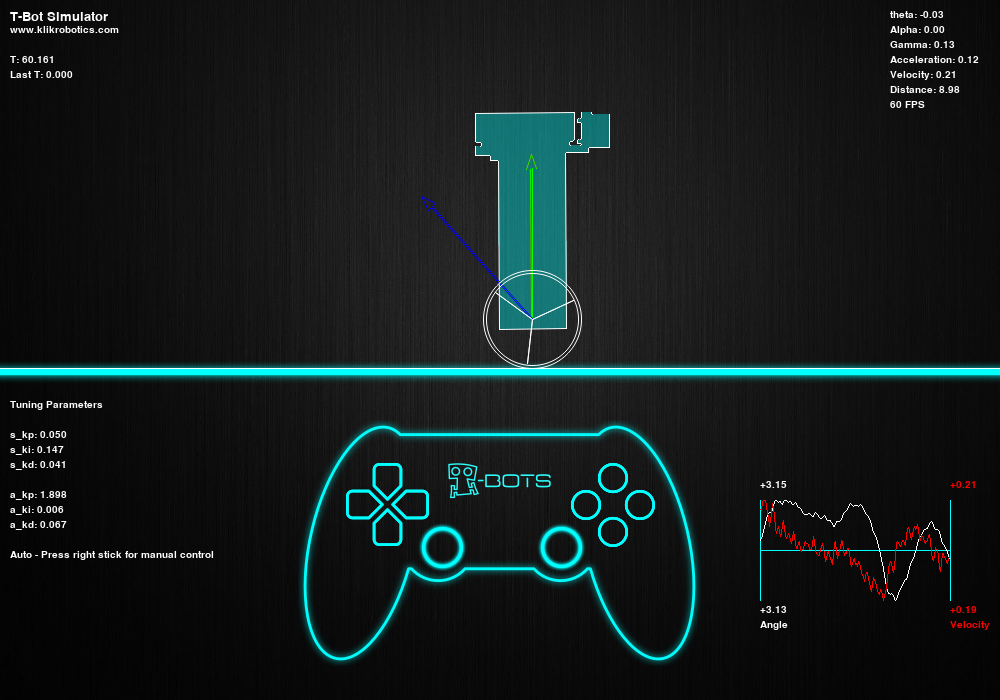 T-Bot Simulator
www.klikrobotics.com
T: 60.161
Last T: 0.000
theta: -0.03
Alpha: 0.00
Gamma: 0.13
Acceleration: 0.12
Velocity: 0.21
Distance: 8.98
60 FPS
Tuning Parameters
s_kp: 0.050
s_ki: 0.147
s_kd: 0.041
a_kp: 1.898
a_ki: 0.006
a_kd: 0.067
Auto - Press right stick for manual control
-BOTS
+3.15
+0.21
+3.13
+0.19
Angle
Velocity